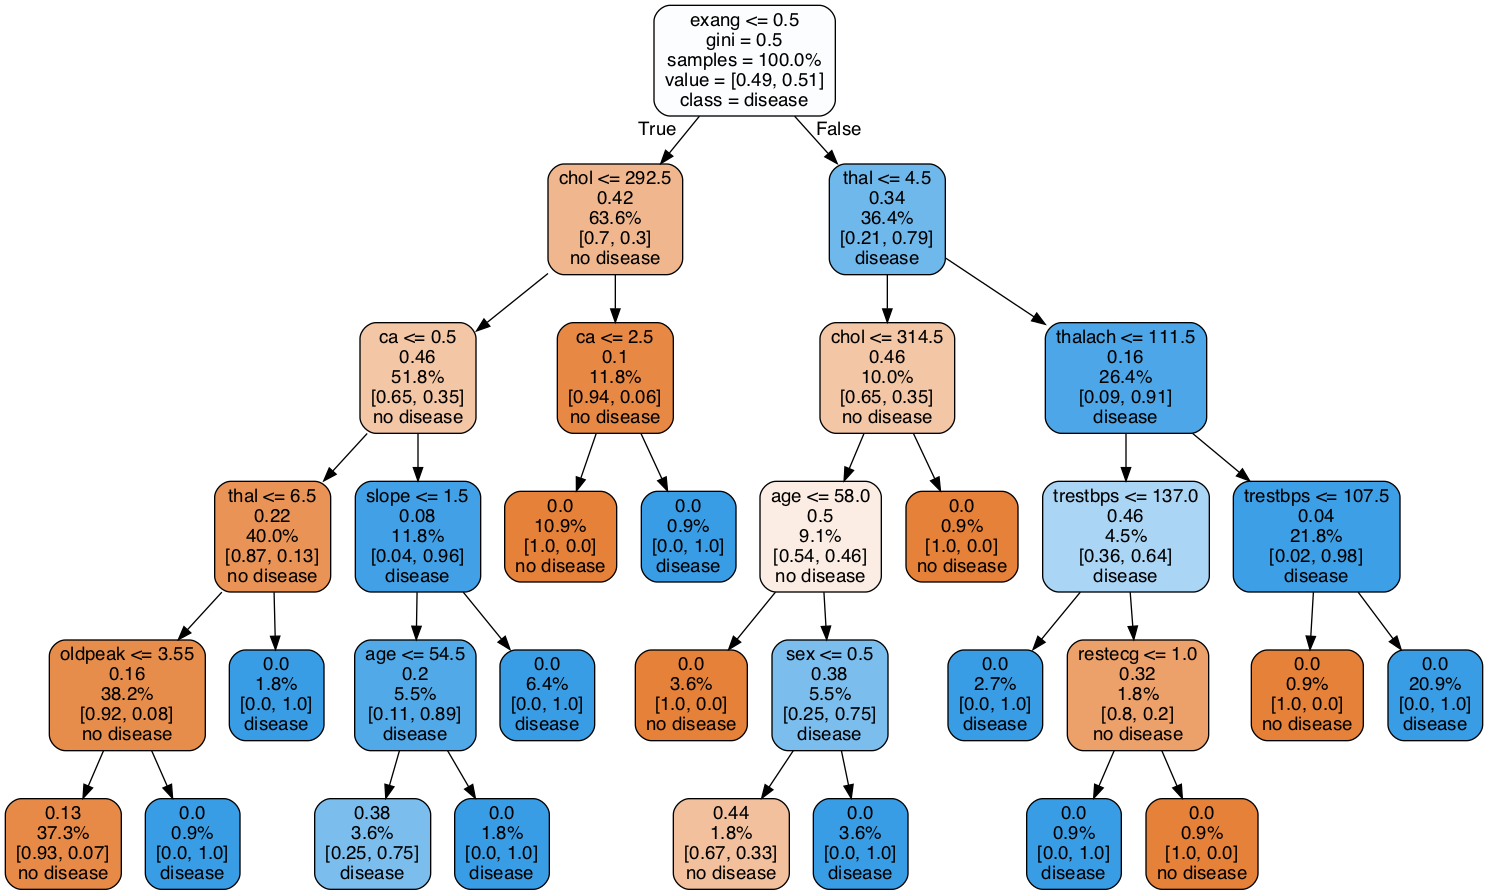 exang <= 0.5
gini = 0.5
samples = 100.0%
value = [0.49, 0.51]
class = disease
True
False
chol <= 292.5
0.42
63.6%
[0.7, 0.3]
no disease
thal <= 4.5
0.34
36.4%
[0.21, 0.79]
disease
ca <= 0.5
0.46
51.8%
[0.65, 0.35]
no disease
ca <= 2.5
0.1
11.8%
[0.94, 0.06]
no disease
chol <= 314.5
0.46
10.0%
[0.65, 0.35]
no disease
thalach <= 111.5
0.16
26.4%
[0.09, 0.91]
disease
thal <= 6.5
0.22
40.0%
[0.87, 0.13]
no disease
slope <= 1.5
0.08
11.8%
[0.04, 0.96]
disease
0.0
10.9%
[1.0, 0.0]
no disease
0.0
0.9%
[0.0, 1.0]
disease
age <= 58.0
0.5
9.1%
[0.54, 0.46]
no disease
0.0
0.9%
[1.0, 0.0]
no disease
trestbps <= 137.0
0.46
4.5%
[0.36, 0.64]
disease
trestbps <= 107.5
0.04
21.8%
[0.02, 0.98]
disease
oldpeak <= 3.55
0.16
38.2%
[0.92, 0.08]
no disease
0.0
1.8%
[0.0, 1.0]
disease
age <= 54.5
0.2
5.5%
[0.11, 0.89]
disease
0.0
6.4%
[0.0, 1.0]
disease
0.0
3.6%
[1.0, 0.0]
no disease
sex <= 0.5
0.38
5.5%
[0.25, 0.75]
disease
0.0
2.7%
[0.0, 1.0]
disease
restecg <= 1.0
0.32
1.8%
[0.8, 0.2]
no disease
0.0
0.9%
[1.0, 0.0]
no disease
0.0
20.9%
[0.0, 1.0]
disease
0.13
37.3%
[0.93, 0.07]
no disease
0.0
0.9%
[0.0, 1.0]
disease
0.38
3.6%
[0.25, 0.75]
disease
0.0
1.8%
[0.0, 1.0]
disease
0.44
1.8%
[0.67, 0.33]
no disease
0.0
3.6%
[0.0, 1.0]
disease
0.0
0.9%
[0.0, 1.0]
disease
0.0
0.9%
[1.0, 0.0]
no disease